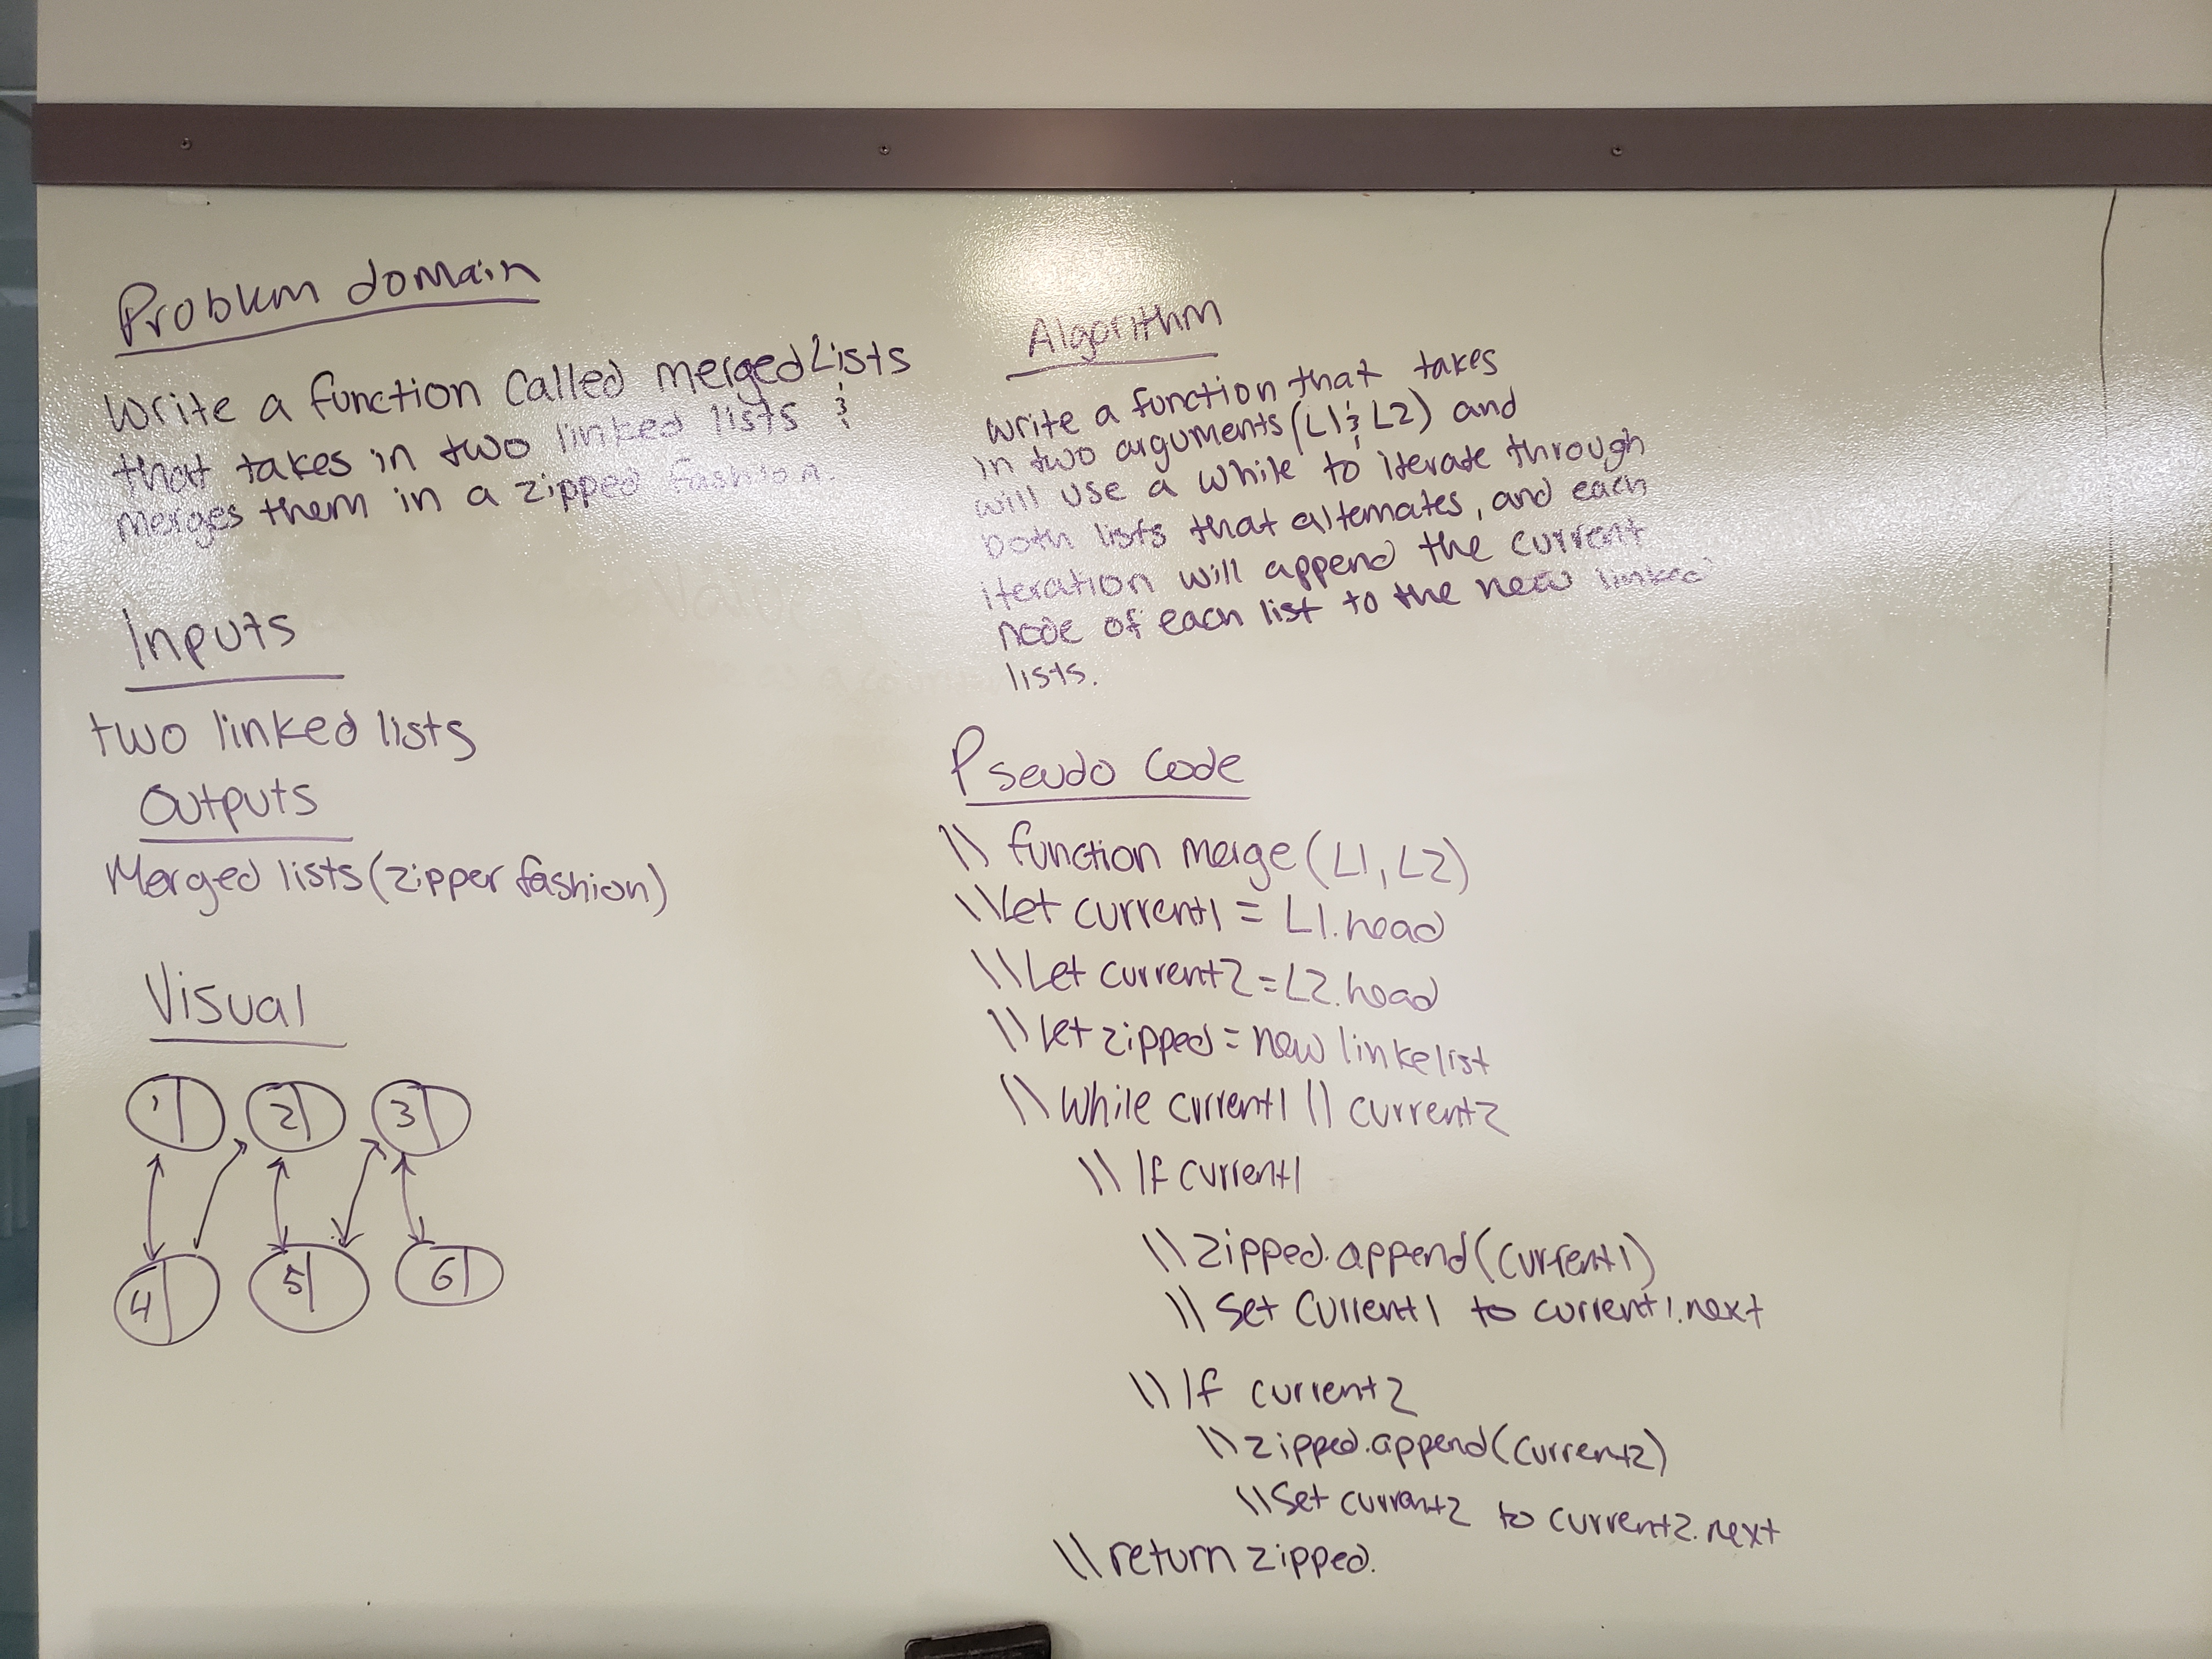 Problem domain
Write a function called mergedLists
that takes in two linked lists &
merges them in a zipped fashion.
Inputs
two linked lists
Outputs
Merged lists (zipper fashion)
Visual
1 2 3
4 5 6
Algorithm
Write a function that takes
in two arguments (L1 & L2) and
will use a while to iterate through
both lists that alternates, and each
iteration will append the current
node of each list to the new linked
lists.
Pseudo Code
\\ function merge (L1, L2)
\\ Let current1 = L1.head
\\ Let current2 = L2.head
\\ Let zipped = new linkelist
\\ While current1 || current2
\\ If current1
\\ zipped.append(current1)
\\ Set current1 to current1.next
\\ If current2
\\ zipped.append(current2)
\\ Set current2 to current2.next
\\ return zipped.